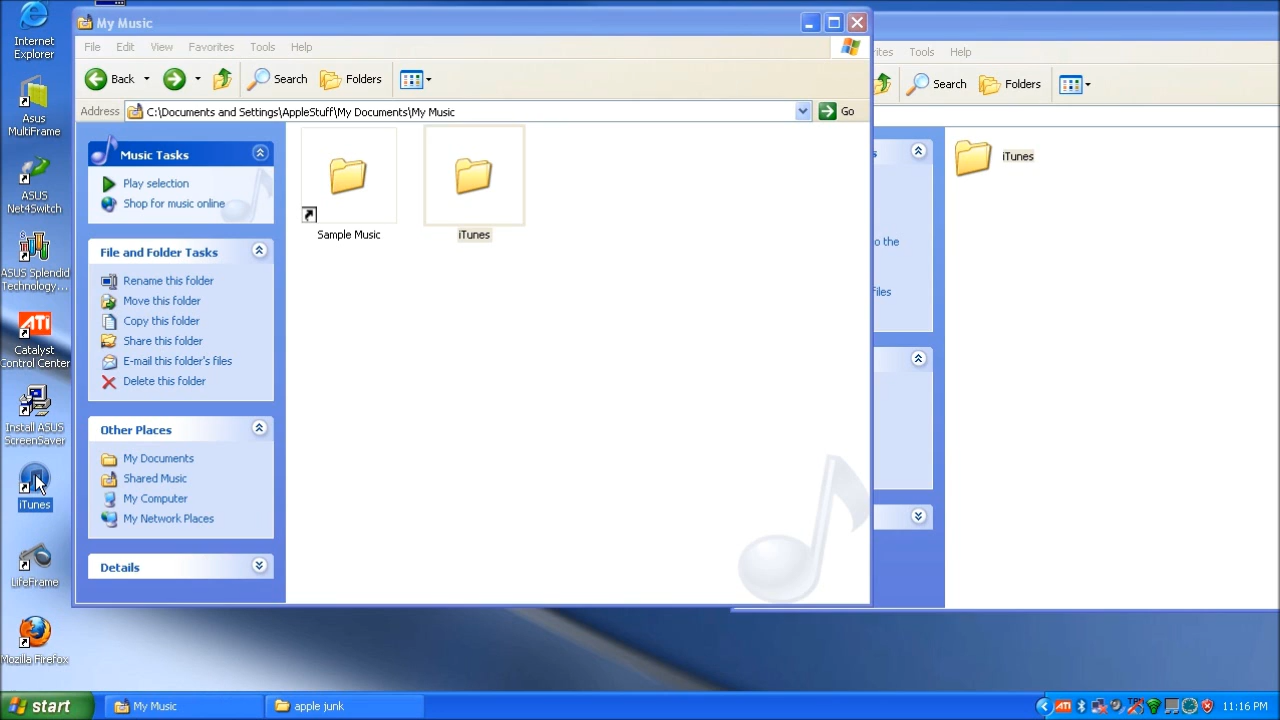 Internet
Explorer
Asus
MultiFrame
ASUS
Net4Switch
ASUS Splendid
Technology...
ATI
Catalyst
Control Center
Install ASUS
ScreenSaver
iTunes
LifeFrame
Mozilla Firefox
My Music
File Edit View Favorites Tools Help
Back Search Folders
Address C:\Documents and Settings\AppleStuff\My Documents\My Music Go
Music Tasks
Play selection
Shop for music online
File and Folder Tasks
Rename this folder
Move this folder
Copy this folder
Share this folder
E-mail this folder's files
Delete this folder
Other Places
My Documents
Shared Music
My Computer
My Network Places
Details
Sample Music
iTunes
rites Tools Help
Search Folders
s
o the
files
iTunes
start
My Music
apple junk
ATI
11:16 PM